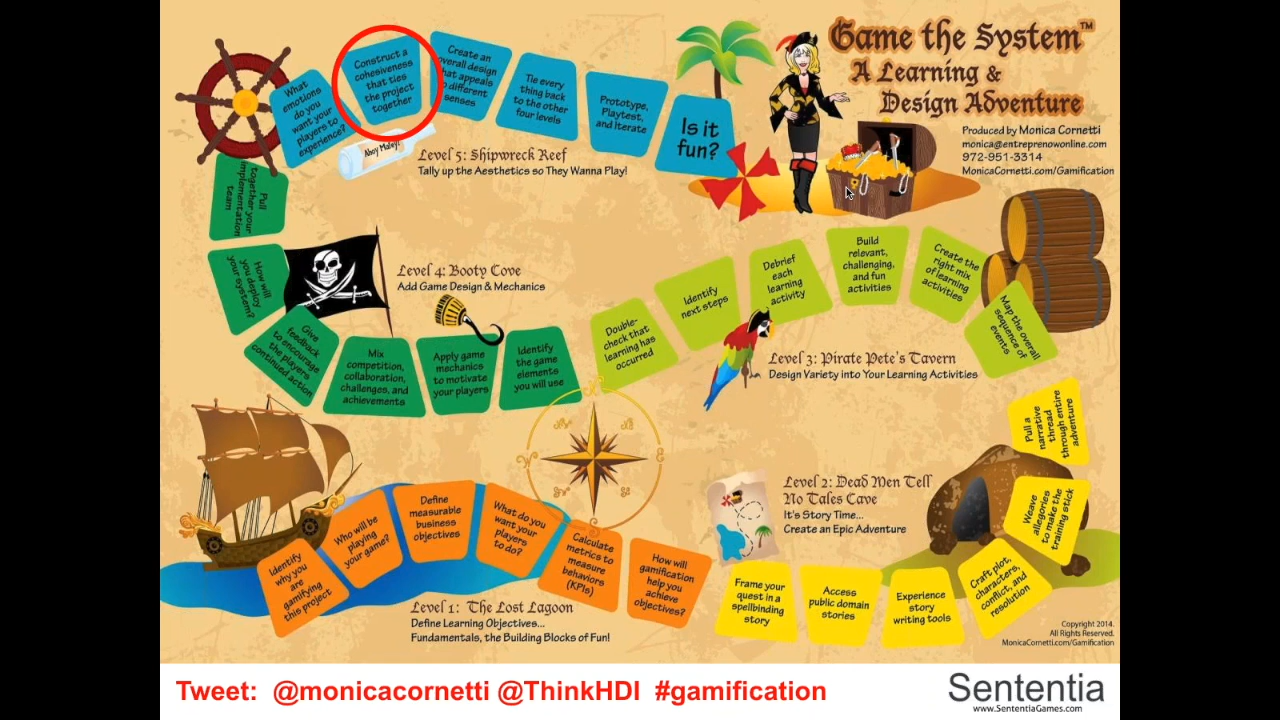 Game the System™
A Learning &
Design Adventure
Produced by Monica Cornetti
monica@entreprenowonline.com
972-951-3314
MonicaCornetti.com/Gamification
What
emotions
do you
want your
players to
experience?
Construct a
cohesiveness
that ties
the project
together
Create an
overall design
that appeals
to different
senses
Tie every
thing back
to the other
four levels
Prototype,
Playtest,
and Iterate
Is it
fun?
Ahoy Matey!
Level 5: Shipwreck Reef
Tally up the Aesthetics so They Wanna Play!
Pull
together your
implementation
team
How will
you deploy
your system?
Give
feedback
to encourage
the players
continued action
Mix
competition,
collaboration,
challenges, and
achievements
Apply game
mechanics
to motivate
your players
Identify
the game
elements
you will use
Level 4: Booty Cove
Add Game Design & Mechanics
Double-
check that
learning has
occurred
Identify
next steps
Debrief
each
learning
activity
Build
relevant,
challenging,
and fun
activities
Create the
right mix
of learning
activities
Map the overall
sequence of
events
Level 3: Pirate Pete's Tavern
Design Variety into Your Learning Activities
Pull a
narrative
thread
through entire
adventure
Weave
allegories
to make the
training stick
Craft plot,
characters,
conflict, and
resolution
Experience
story
writing tools
Access
public domain
stories
Frame your
quest in a
spellbinding
story
Level 2: Dead Men Tell
No Tales Cave
It's Story Time...
Create an Epic Adventure
Identify
why you
are
gamifying
this project
Who will be
playing
your game?
Define
measurable
business
objectives
What do you
want your
players
to do?
Calculate
metrics to
measure
behaviors
(KPIs)
How will
gamification
help you
achieve
objectives?
Level 1: The Lost Lagoon
Define Learning Objectives...
Fundamentals, the Building Blocks of Fun!
Copyright 2014.
All Rights Reserved.
MonicaCornetti.com/Gamification
Tweet: @monicacornetti @ThinkHDI #gamification
Sententia
www.SententiaGames.com